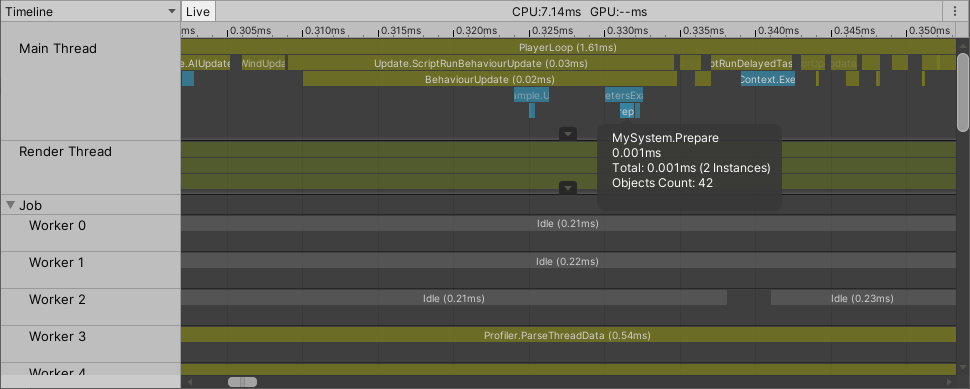 Timeline
Live
CPU:7.14ms GPU:--ms
ms 0.305ms 0.310ms 0.315ms 0.320ms 0.325ms 0.330ms 0.335ms 0.340ms 0.345ms 0.350ms
Main Thread
PlayerLoop (1.61ms)
e.AIUpdate WindUpda Update.ScriptRunBehaviourUpdate (0.03ms) otRunDelayedTas
BehaviourUpdate (0.02ms) Context.Exe
mple.U etersExa
rep
MySystem.Prepare
0.001ms
Total: 0.001ms (2 Instances)
Objects Count: 42
Render Thread
Job
Worker 0
Idle (0.21ms)
Worker 1
Idle (0.22ms)
Worker 2
Idle (0.21ms) Idle (0.23ms)
Worker 3
Profiler.ParseThreadData (0.54ms)
Worker 4